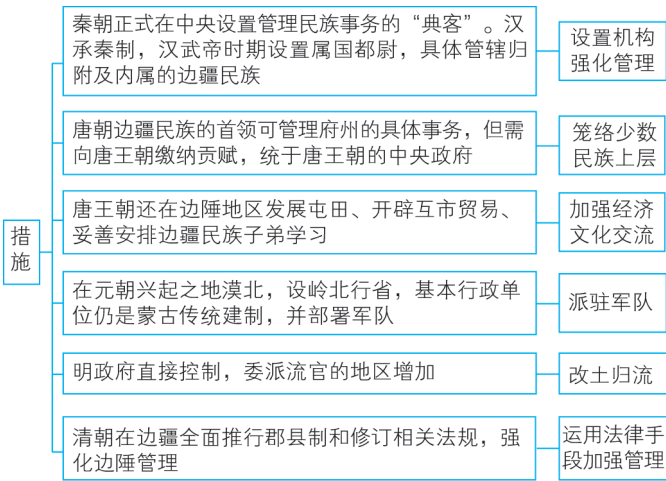 措
施
秦朝正式在中央设置管理民族事务的“典客”。汉
承秦制，汉武帝时期设置属国都尉，具体管辖归
附及内属的边疆民族
设置机构
强化管理
唐朝边疆民族的首领可管理府州的具体事务，但需
向唐王朝缴纳贡赋，统于唐王朝的中央政府
笼络少数
民族上层
唐王朝还在边陲地区发展屯田、开辟互市贸易、
妥善安排边疆民族子弟学习
加强经济
文化交流
在元朝兴起之地漠北，设岭北行省，基本行政单
位仍是蒙古传统建制，并部署军队
派驻军队
明政府直接控制，委派流官的地区增加
改土归流
清朝在边疆全面推行郡县制和修订相关法规，强
化边陲管理
运用法律手
段加强管理